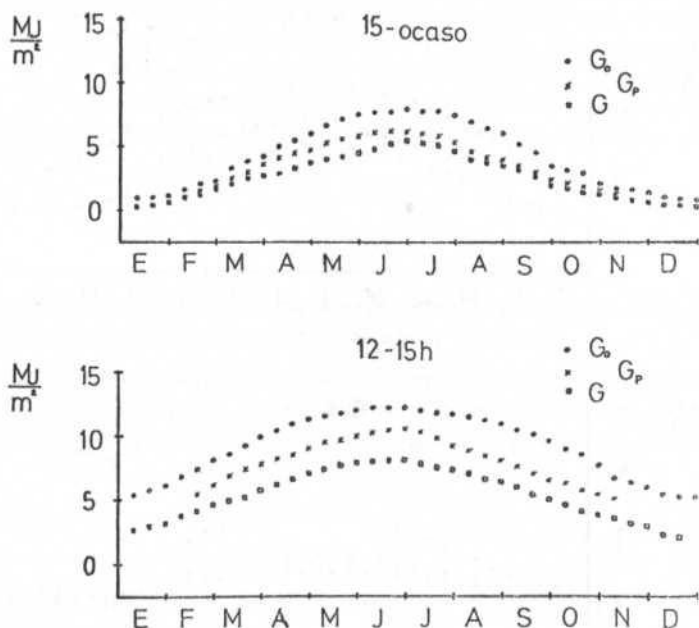 15-ocaso
MJ
m²
15
10
5
0
G₀
Gₚ
G
E F M A M J J A S O N D
12-15h
MJ
m²
15
10
5
0
G₀
Gₚ
G
E F M A M J J A S O N D